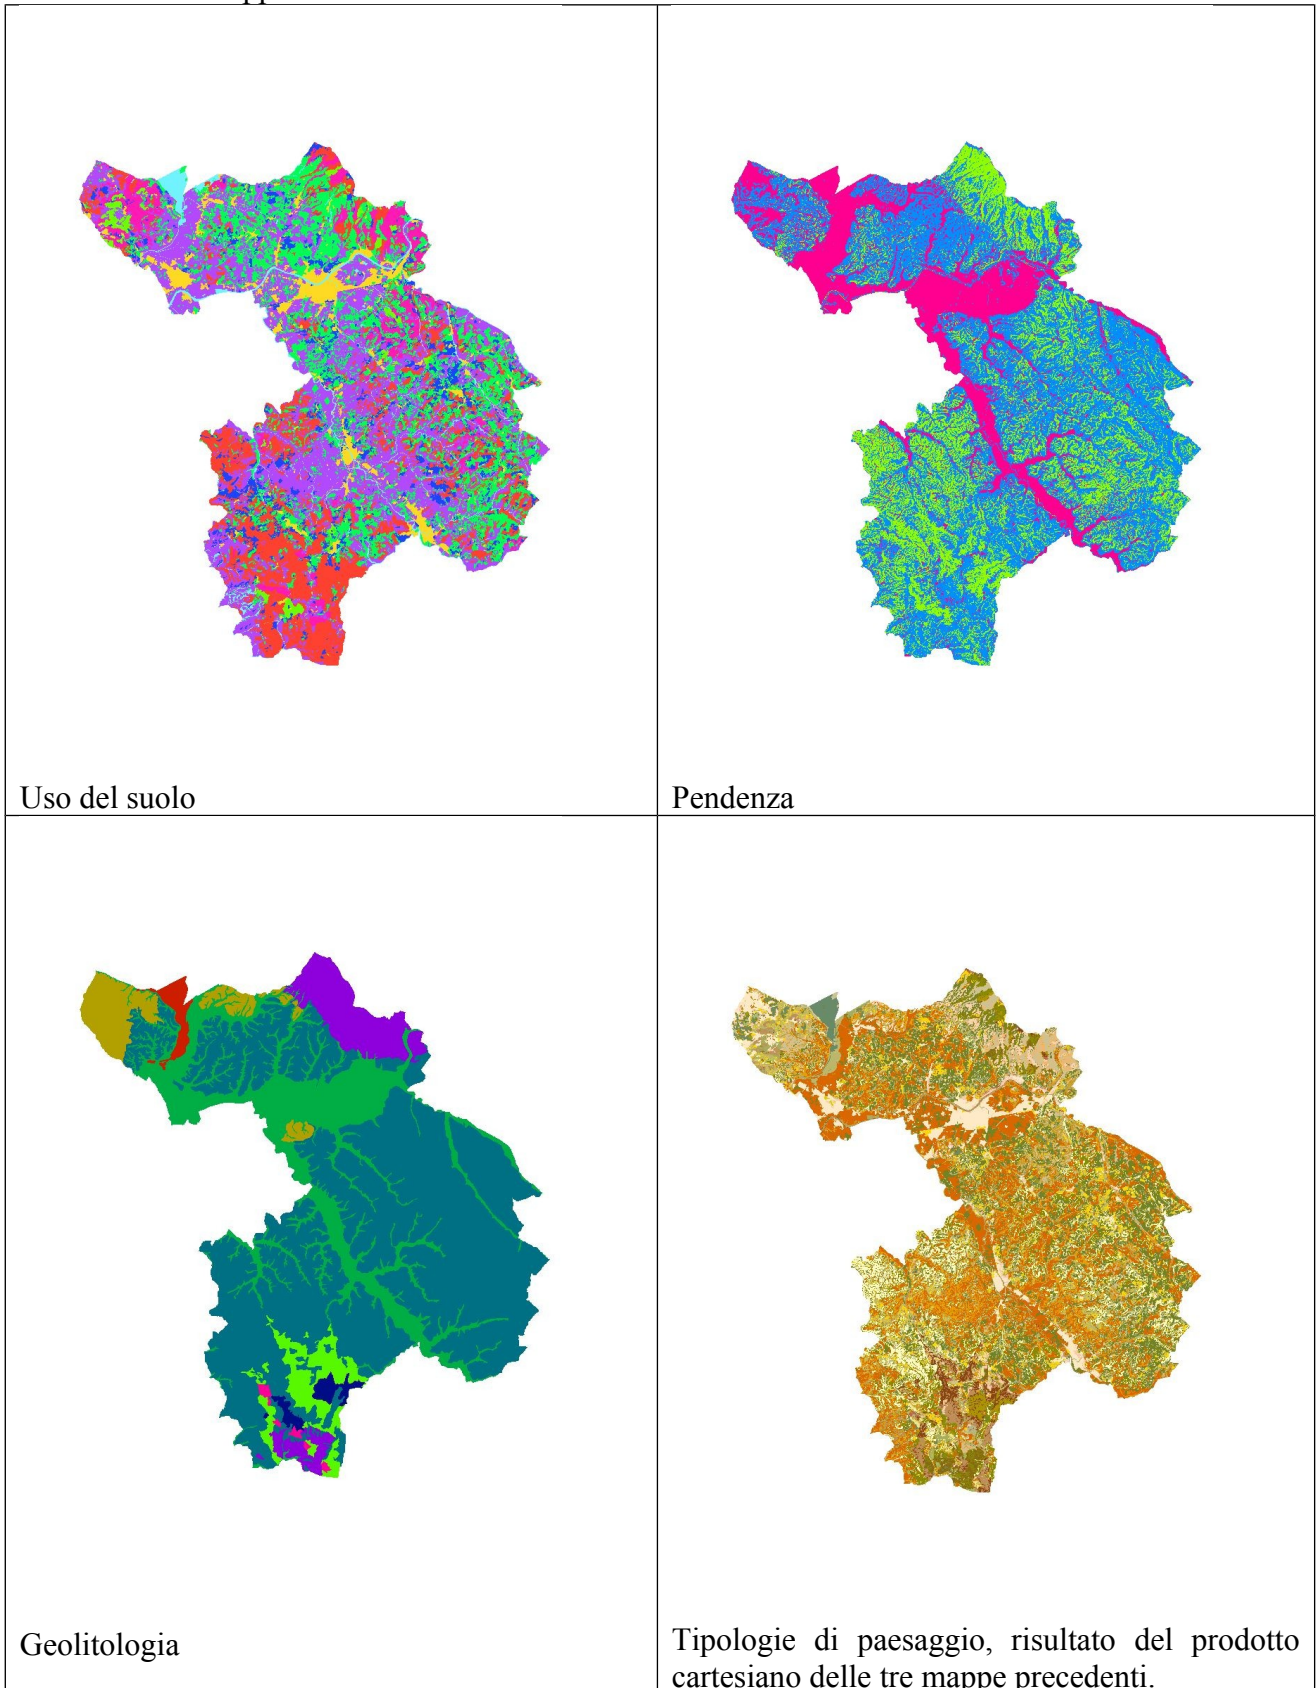 Uso del suolo
Pendenza
Geolitologia
Tipologie di paesaggio, risultato del prodotto
cartesiano delle tre mappe precedenti.